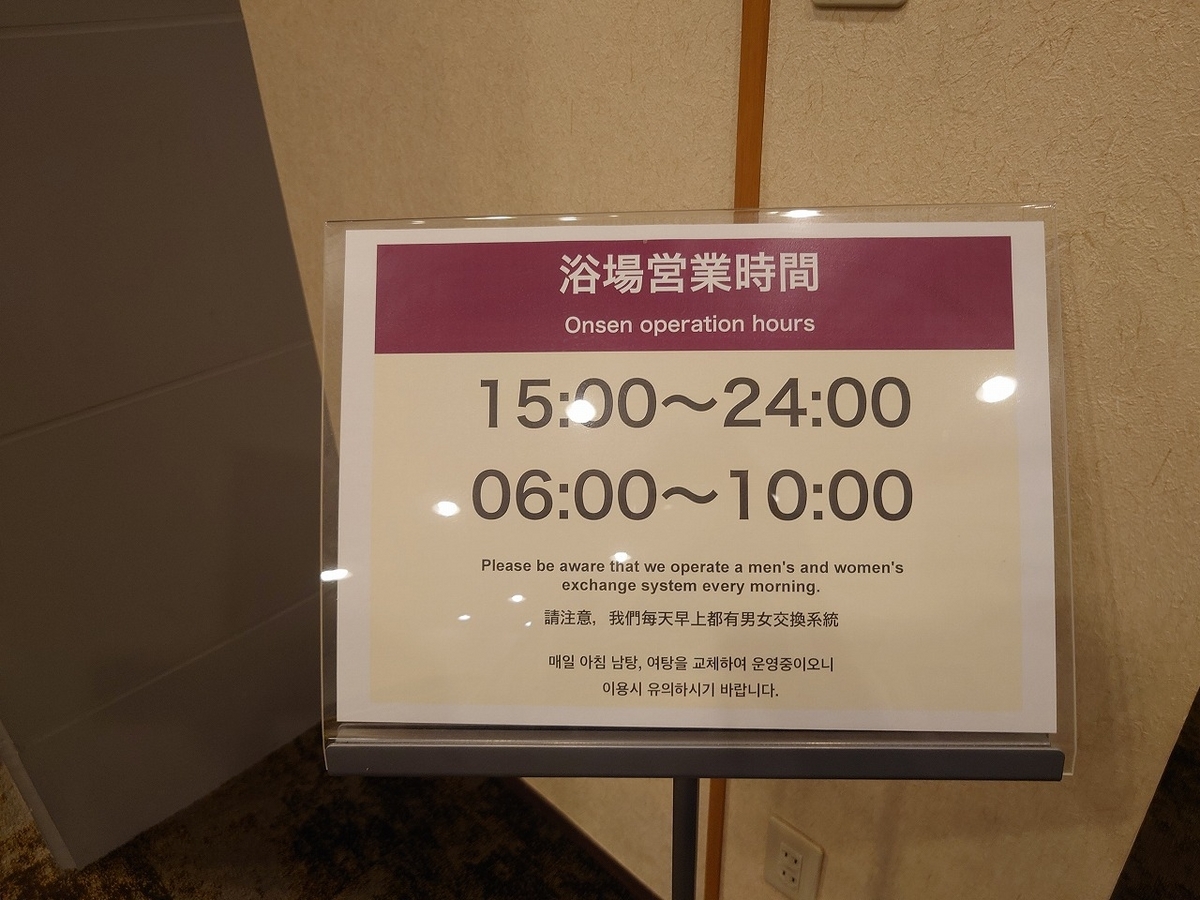 浴場営業時間
Onsen operation hours
15:00～24:00
06:00～10:00
Please be aware that we operate a men's and women's
exchange system every morning.
請注意，我們每天早上都有男女交換系統
매일 아침 남탕, 여탕을 교체하여 운영중이오니
이용시 유의하시기 바랍니다.